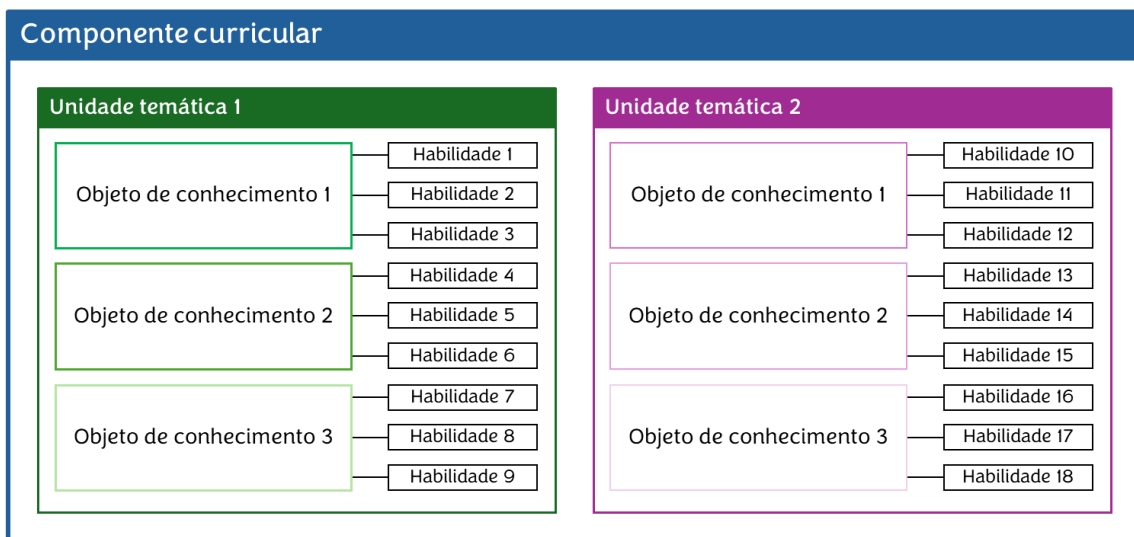 Componente curricular
Unidade temática 1
Objeto de conhecimento 1
Habilidade 1
Habilidade 2
Habilidade 3
Objeto de conhecimento 2
Habilidade 4
Habilidade 5
Habilidade 6
Objeto de conhecimento 3
Habilidade 7
Habilidade 8
Habilidade 9
Unidade temática 2
Objeto de conhecimento 1
Habilidade 10
Habilidade 11
Habilidade 12
Objeto de conhecimento 2
Habilidade 13
Habilidade 14
Habilidade 15
Objeto de conhecimento 3
Habilidade 16
Habilidade 17
Habilidade 18